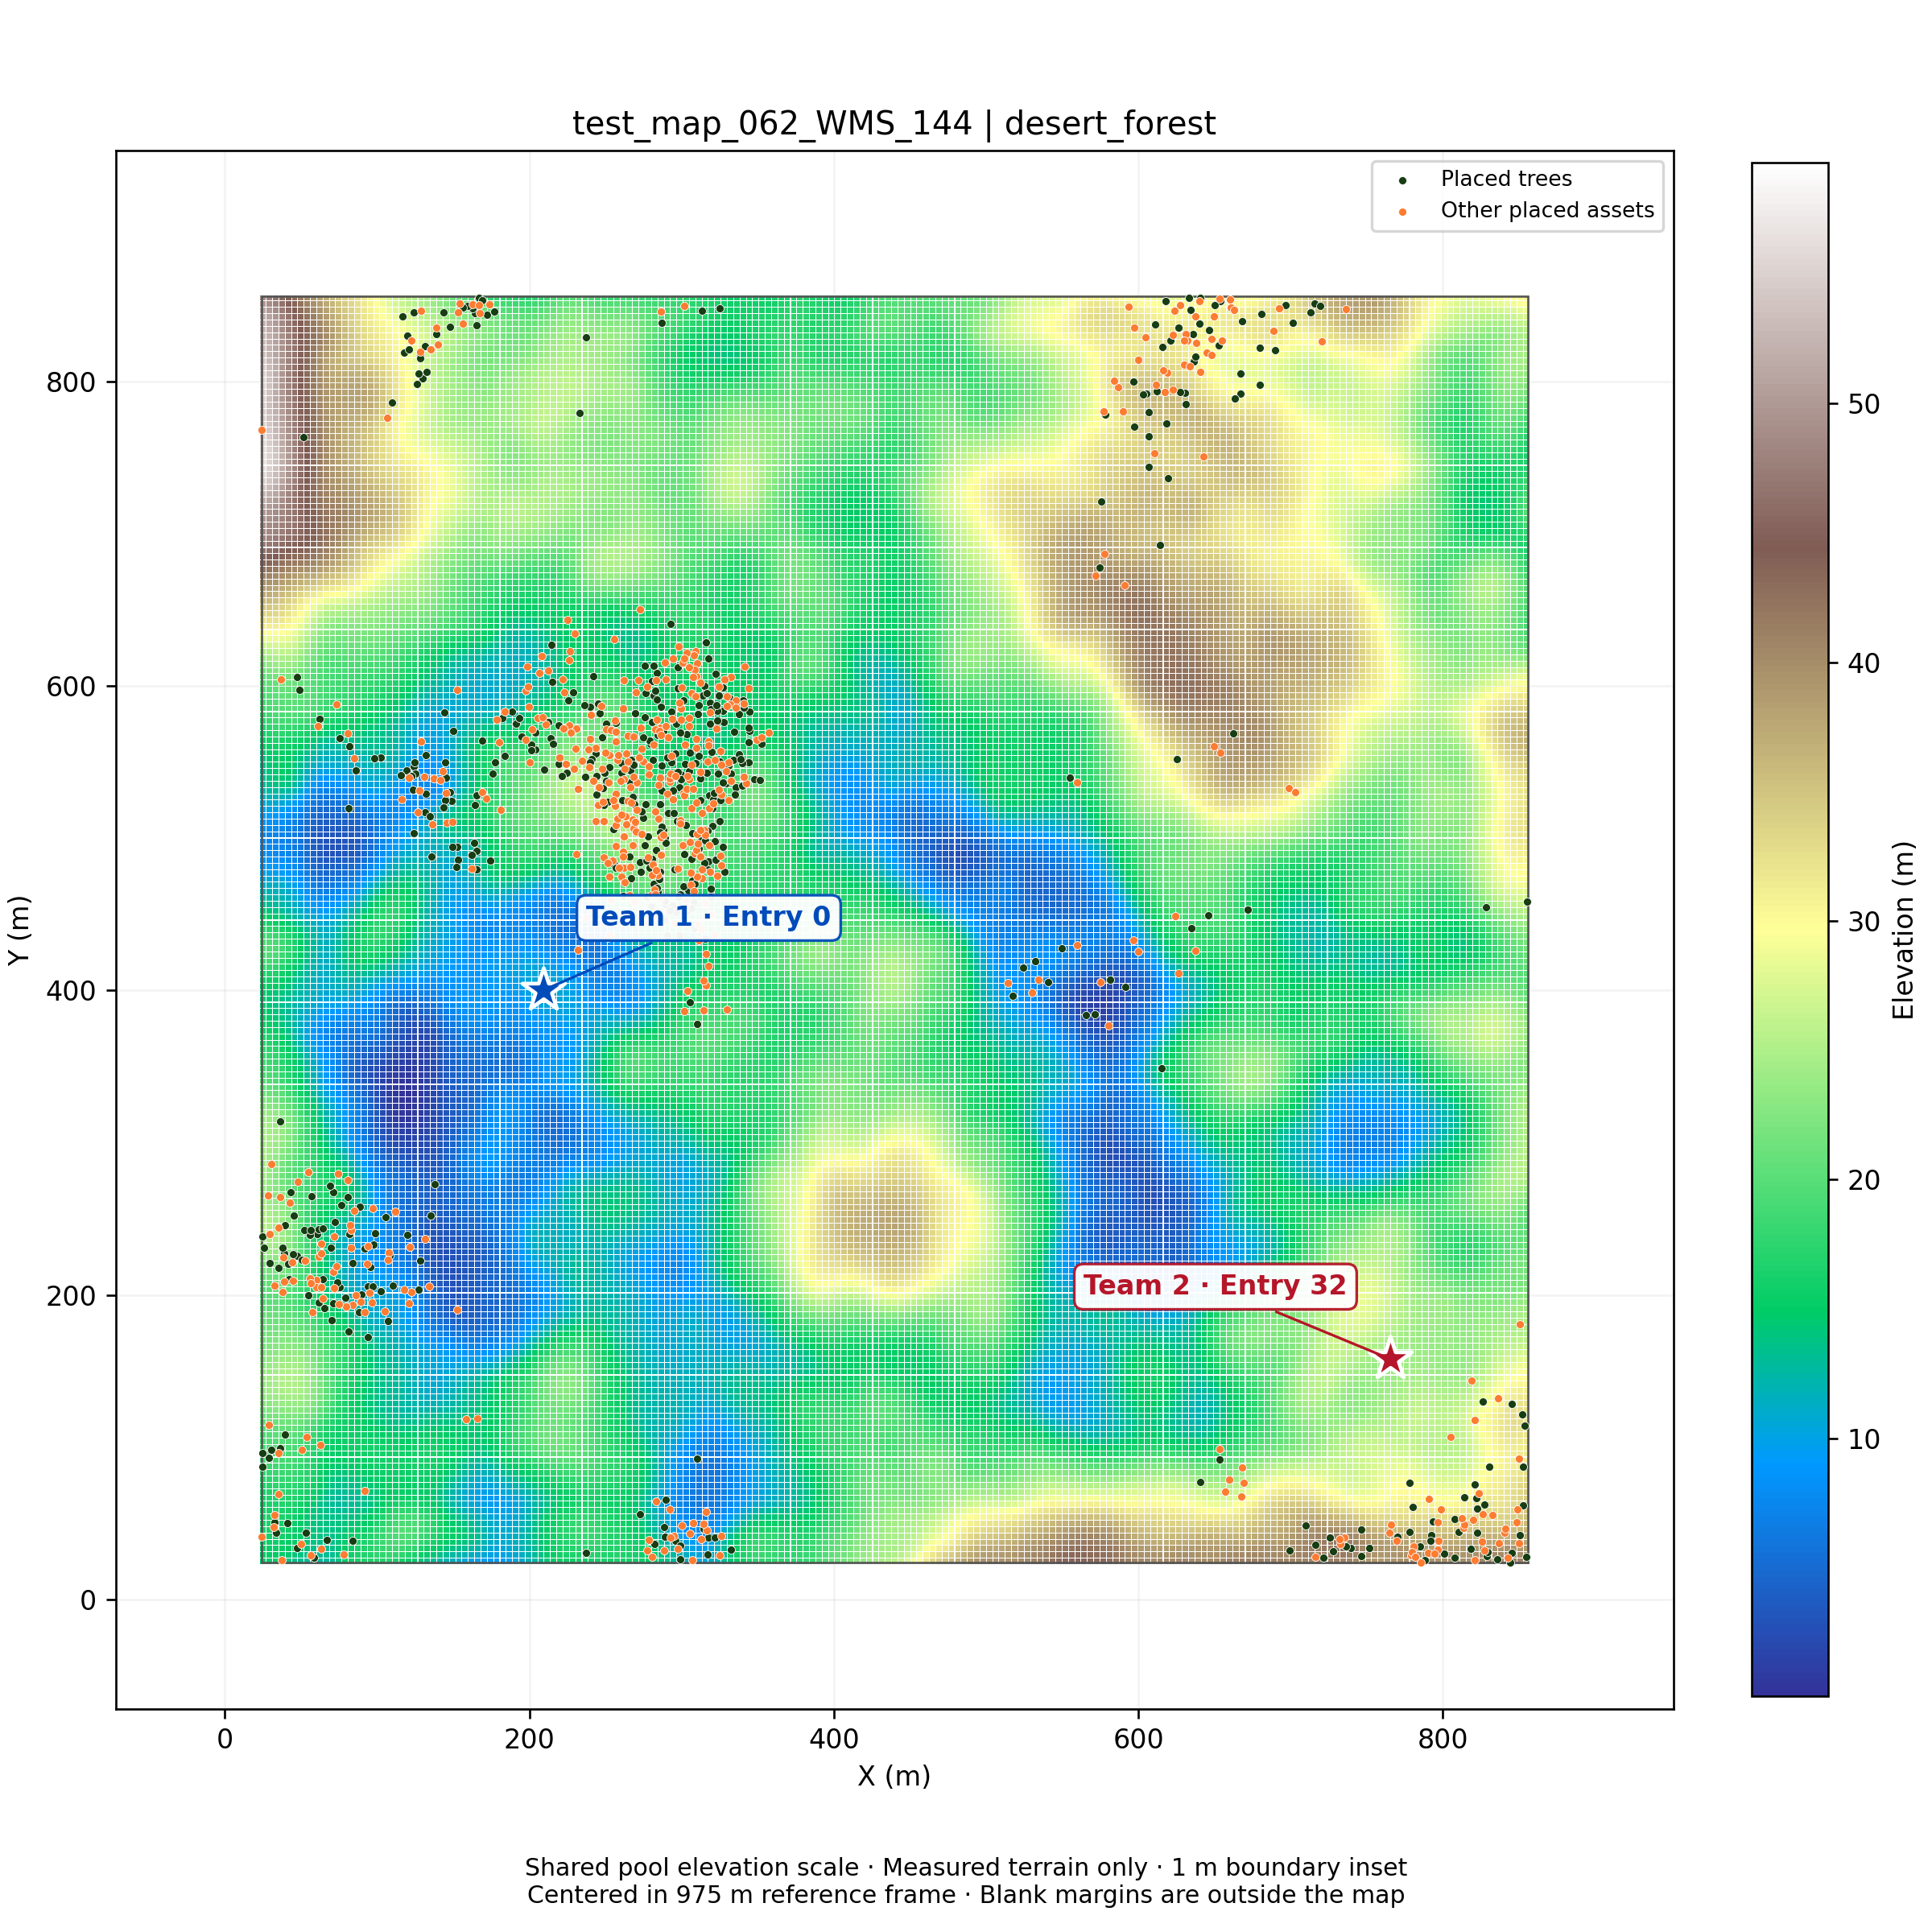 test_map_062_WMS_144 | desert_forest
Placed trees
Other placed assets
800
600
400
200
0
0
200
400
600
800
X (m)
Y (m)
Team 1 · Entry 0
Team 2 · Entry 32
50
40
30
20
10
Elevation (m)
Shared pool elevation scale · Measured terrain only · 1 m boundary inset
Centered in 975 m reference frame · Blank margins are outside the map